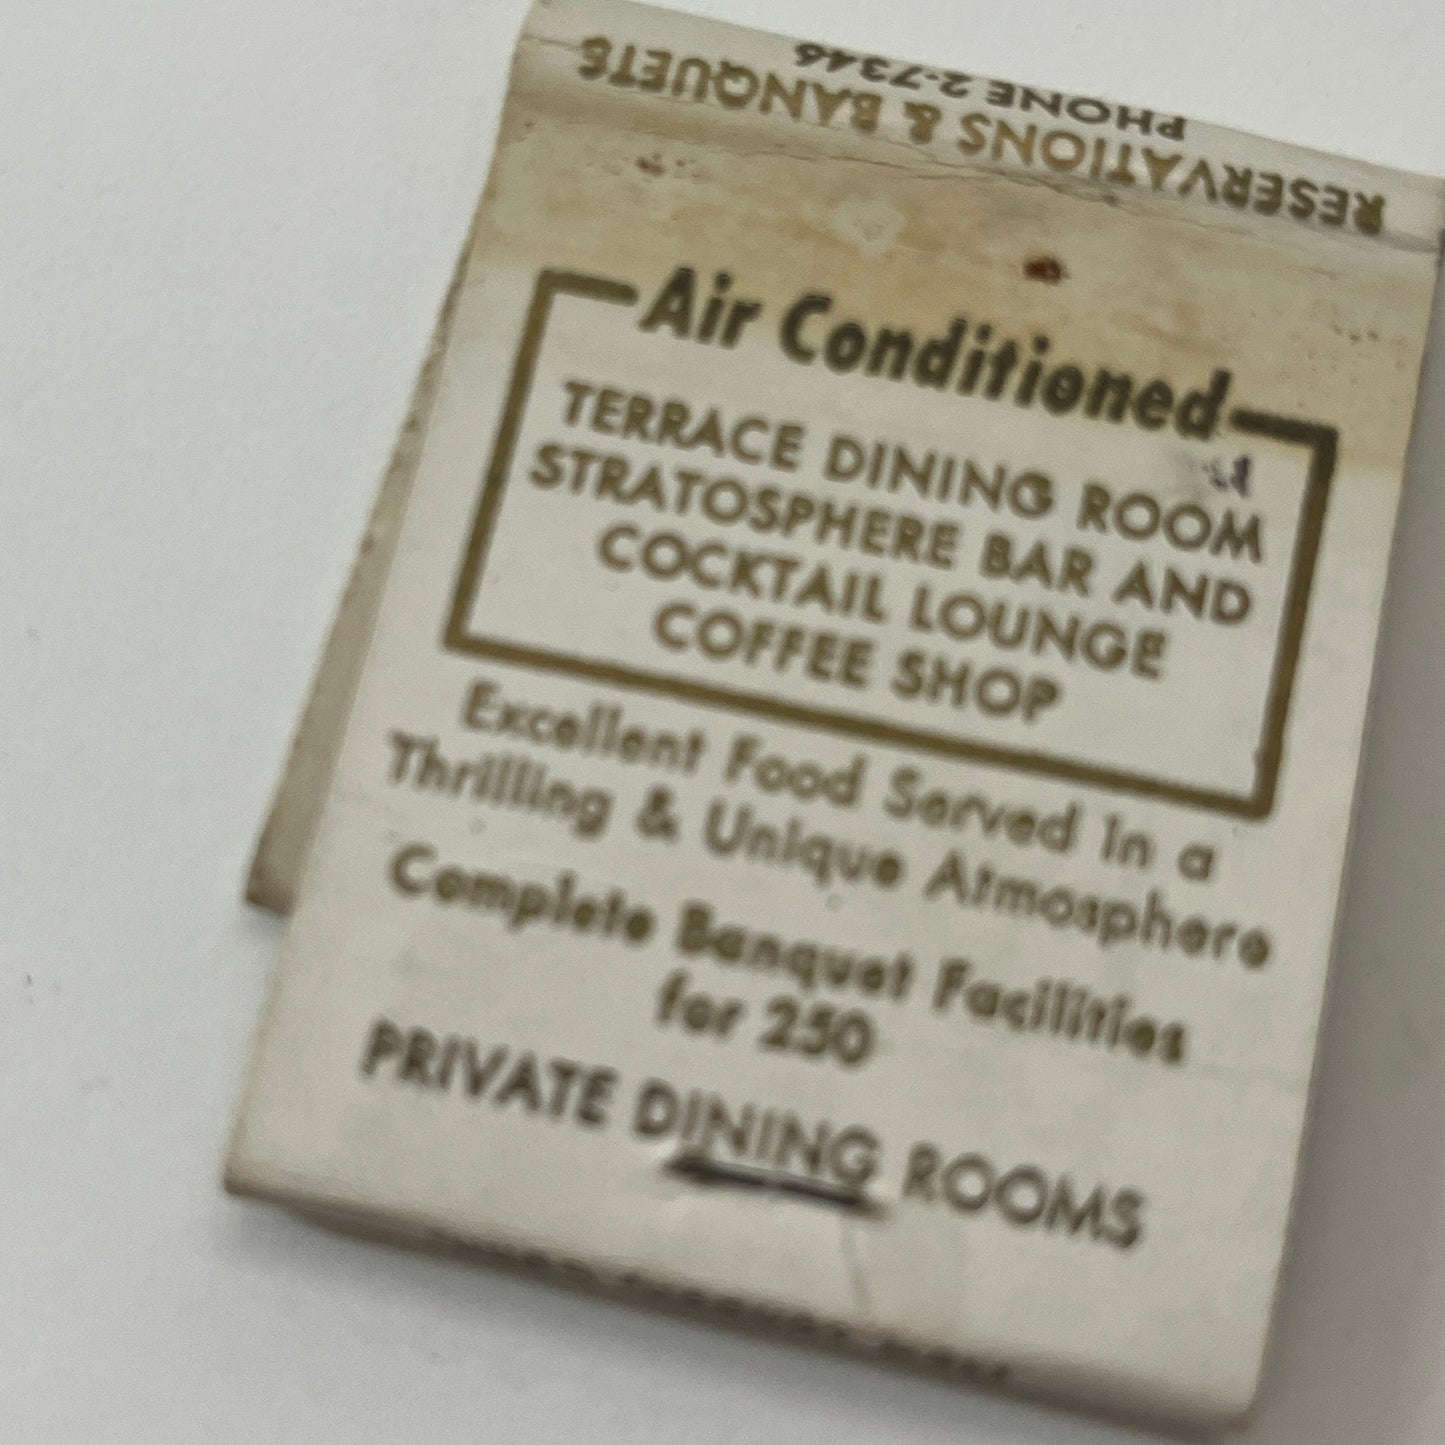 RESERVATIONS & BANQUETS
PHONE 2-7346
Air Conditioned
TERRACE DINING ROOM
STRATOSPHERE BAR AND
COCKTAIL LOUNGE
COFFEE SHOP
Excellent Food Served in a
Thrilling & Unique Atmosphere
Complete Banquet Facilities
for 250
PRIVATE DINING ROOMS